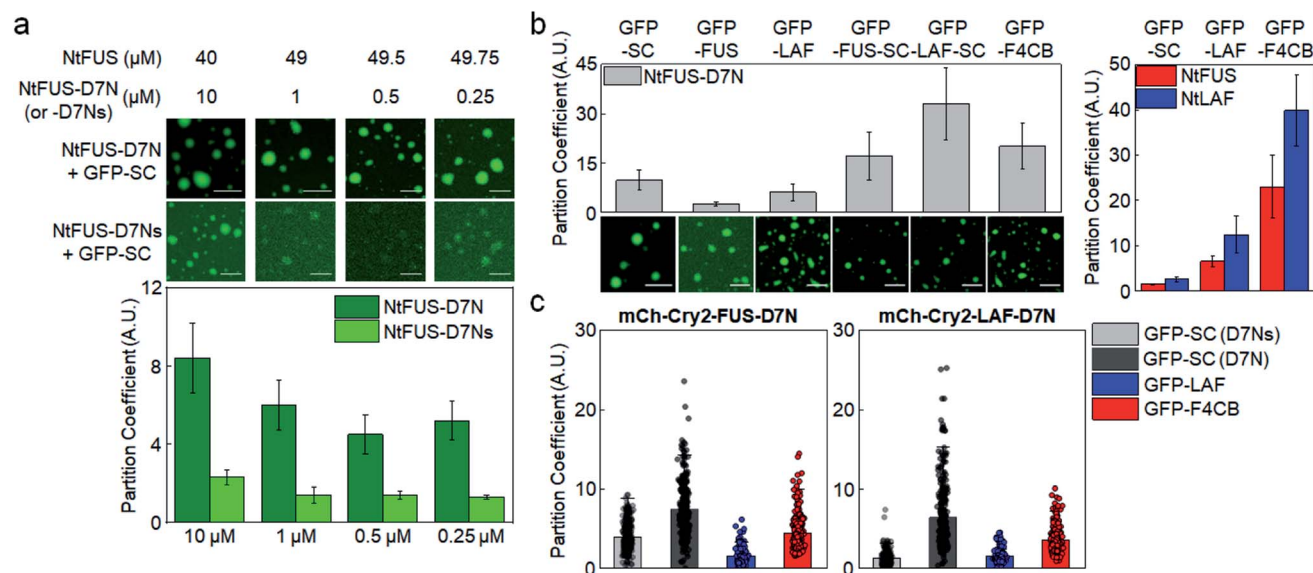 a
NtFUS (µM) 40 49 49.5 49.75
NtFUS-D7N (µM) 10 1 0.5 0.25
(or -D7Ns)
NtFUS-D7N
+ GFP-SC
NtFUS-D7Ns
+ GFP-SC
Partition Coefficient (A.U.)
12
8
4
0
NtFUS-D7N
NtFUS-D7Ns
10 µM 1 µM 0.5 µM 0.25 µM
b
GFP GFP GFP GFP GFP GFP
-SC -FUS -LAF -FUS-SC -LAF-SC -F4CB
Partition Coefficient (A.U.)
45
30
15
0
NtFUS-D7N
GFP GFP GFP
-SC -LAF -F4CB
Partition Coefficient (A.U.)
50
40
30
20
10
0
NtFUS
NtLAF
c
mCh-Cry2-FUS-D7N mCh-Cry2-LAF-D7N
Partition Coefficient (A.U.)
30
20
10
0
30
20
10
0
GFP-SC (D7Ns)
GFP-SC (D7N)
GFP-LAF
GFP-F4CB